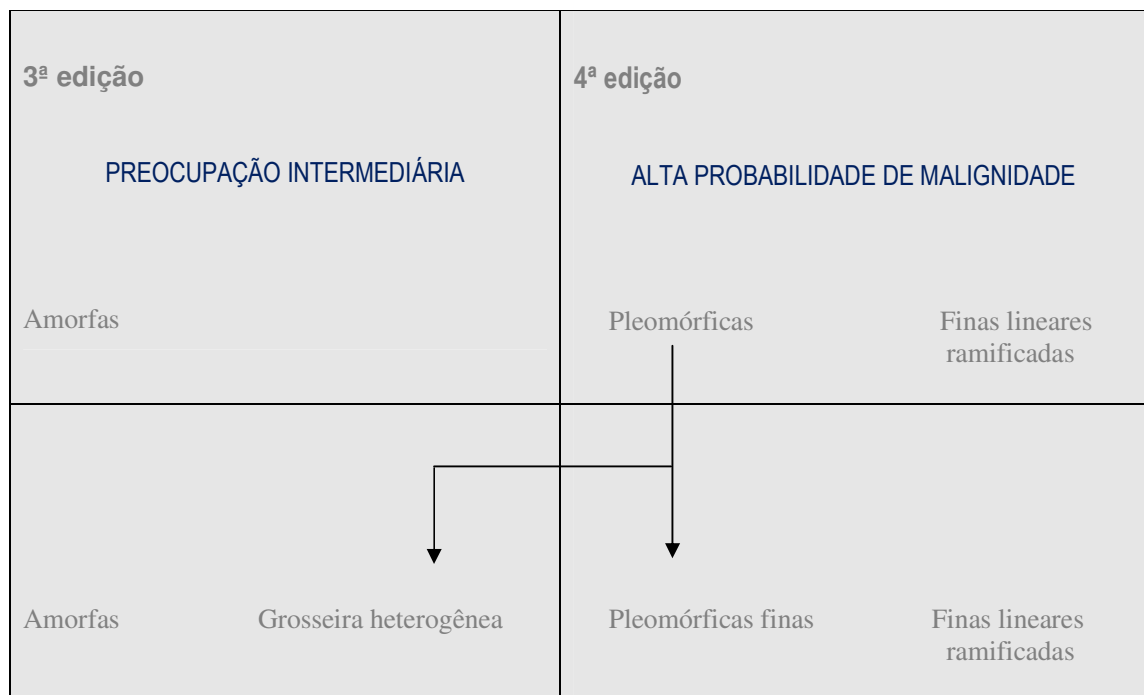 3ª edição
4ª edição
PREOCUPAÇÃO INTERMEDIÁRIA
ALTA PROBABILIDADE DE MALIGNIDADE
Amorfas
Pleomórficas
Finas lineares
ramificadas
Amorfas
Grosseira heterogênea
Pleomórficas finas
Finas lineares
ramificadas